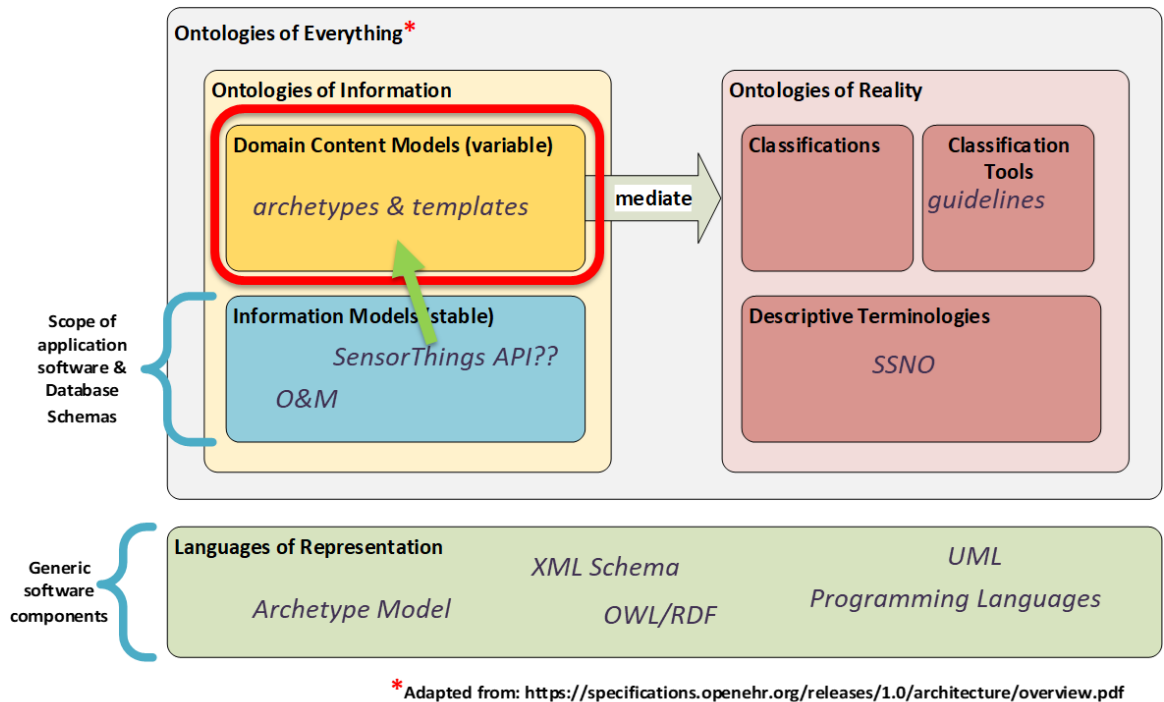 Ontologies of Everything*
Ontologies of Information
Ontologies of Reality
Domain Content Models (variable)
archetypes & templates
mediate
Classifications
Classification
Tools
guidelines
Scope of
application
software &
Database
Schemas
Information Models (stable)
SensorThings API??
O&M
Descriptive Terminologies
SSNO
Generic
software
components
Languages of Representation
XML Schema
UML
Archetype Model
OWL/RDF
Programming Languages
*Adapted from: https://specifications.openehr.org/releases/1.0/architecture/overview.pdf